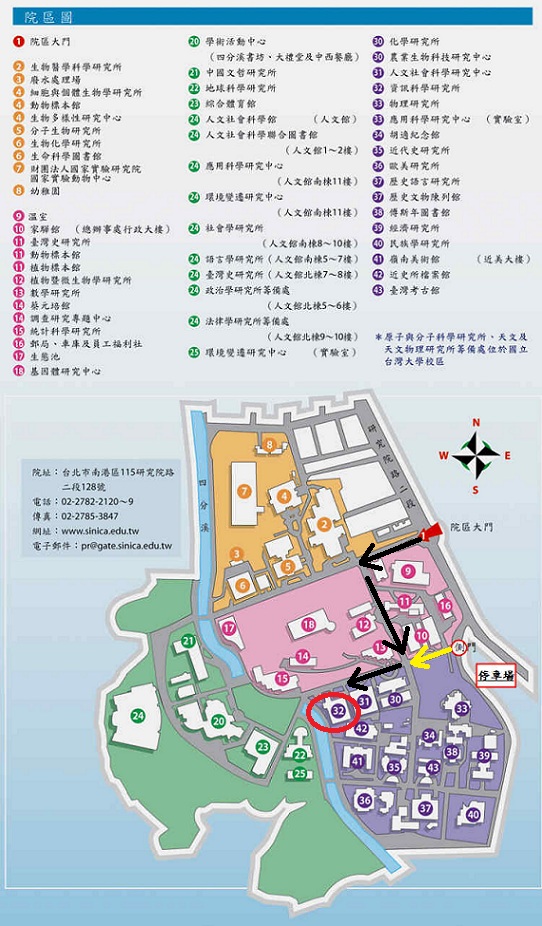 院區圖
1 院區大門
2 生物醫學科學研究所
3 廢水處理場
4 細胞與個體生物學研究所
4 動物標本館
4 生物多樣性研究中心
5 分子生物研究所
6 生物化學研究所
6 生命科學圖書館
7 財團法人國家實驗研究院
國家實驗動物中心
8 幼稚園
9 溫室
10 家驊館 (總辦事處行政大樓)
11 臺灣史研究所
11 動物標本館
11 植物標本館
12 植物暨微生物學研究所
13 數學研究所
14 蔡元培館
14 調查研究專題中心
15 統計科學研究所
16 郵局、車庫及員工福利社
17 生態池
18 基因體研究中心
20 學術活動中心
(四分溪書坊、大禮堂及中西餐廳)
21 中國文哲研究所
22 地球科學研究所
23 綜合體育館
24 人文社會科學館 (人文館)
24 人文社會科學聯合圖書館
(人文館1~2樓)
24 應用科學研究中心
(人文館南棟11樓)
24 環境變遷研究中心
(人文館南棟11樓)
24 社會學研究所
(人文館南棟8~10樓)
24 語言學研究所(人文館南棟5~7樓)
24 臺灣史研究所(人文館北棟7~8樓)
24 政治學研究所籌備處
(人文館北棟5~6樓)
24 法律學研究所籌備處
(人文館北棟9~10樓)
25 環境變遷研究中心 (實驗室)
30 化學研究所
30 農業生物科技研究中心
31 人文社會科學研究中心
32 資訊科學研究所
33 物理研究所
33 應用科學研究中心 (實驗室)
34 胡適紀念館
35 近代史研究所
36 歐美研究所
37 歷史語言研究所
37 歷史文物陳列館
38 傅斯年圖書館
39 經濟研究所
40 民族學研究所
41 嶺南美術館 (近美大樓)
42 近史所檔案館
43 臺灣考古館
*原子與分子科學研究所、天文及
天文物理研究所籌備處位於國立
台灣大學校區
院址:台北市南港區115研究院路
二段128號
電話:02-2782-2120~9
傳真:02-2785-3847
網址:www.sinica.edu.tw
電子郵件:pr@gate.sinica.edu.tw
N
W
E
S
四分溪
研究院路二段
院區大門
側門
停車場
8
7
4
2
3
5
6
9
11
16
17
18
12
10
13
14
15
21
20
24
23
22
25
32
31
30
42
33
34
38
39
41
35
43
36
37
40